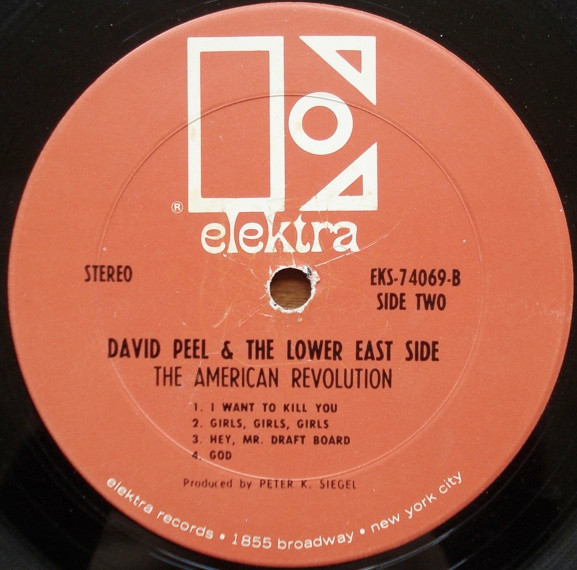 ®
elektra
STEREO
EKS-74069-B
SIDE TWO
DAVID PEEL & THE LOWER EAST SIDE
THE AMERICAN REVOLUTION
1. I WANT TO KILL YOU
2. GIRLS, GIRLS, GIRLS
3. HEY, MR. DRAFT BOARD
4. GOD
Produced by PETER K. SIEGEL
elektra records • 1855 broadway • new york city